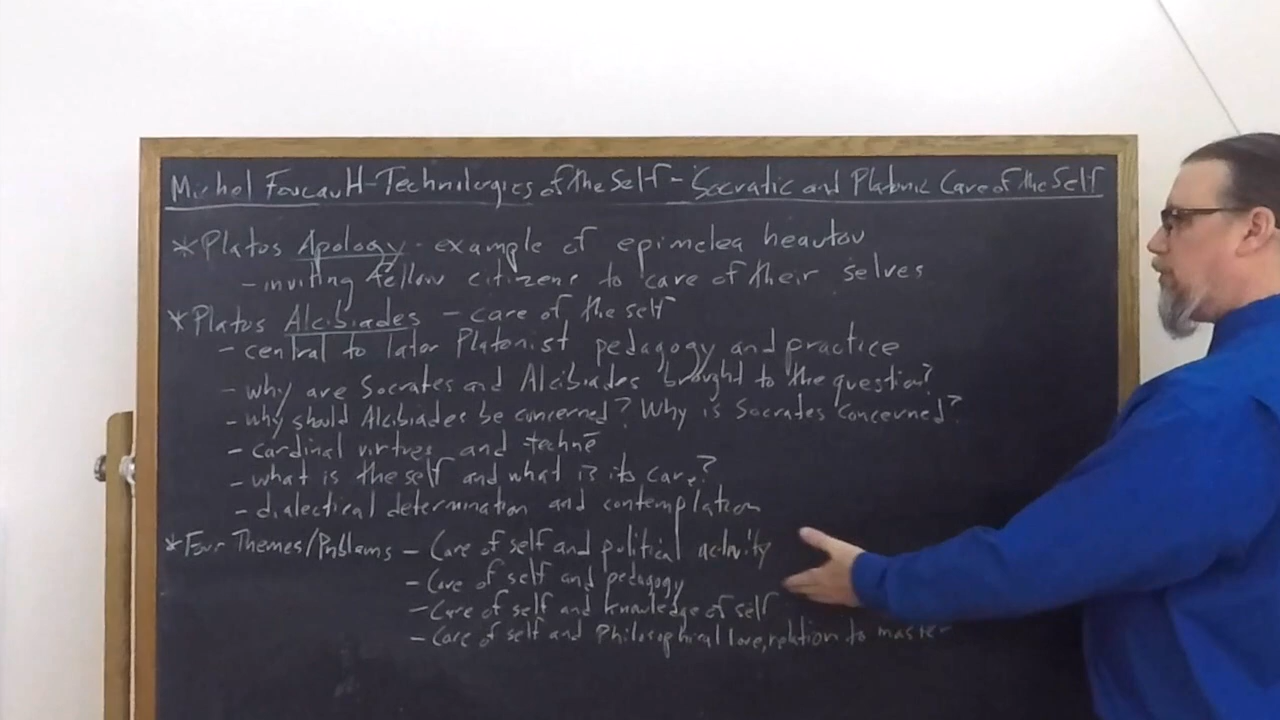 Michel Foucault-Technologies of the Self - Socratic and Platonic Care of the Self
*Platos Apology - example of epimelea heautou
- inviting fellow citizens to care of their selves
*Platos Alcibiades - care of the self
- central to later Platonist pedagogy and practice
- why are Socrates and Alcibiades brought to the question?
- why should Alcibiades be concerned? Why is Socrates concerned?
- cardinal virtues and technē
- what is the self and what is its care?
- dialectical determination and contemplation
*Four Themes/Problems - Care of self and political activity
- Care of self and pedagogy
- Care of self and knowledge of self
- Care of self and Philosophical love, relation to master